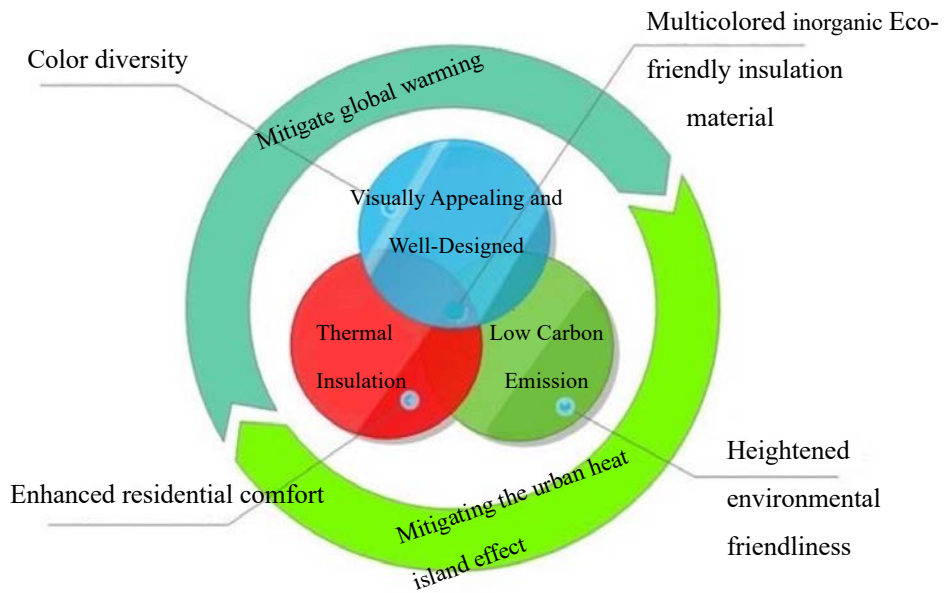 Multicolored inorganic Eco-
friendly insulation
material
Color diversity
Mitigate global warming
Visually Appealing and
Well-Designed
Thermal
Insulation
Low Carbon
Emission
Enhanced residential comfort
Heightened
environmental
friendliness
Mitigating the urban heat
island effect